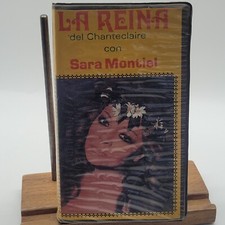 LA REINA
del Chanteclaire
con
Sara Montiel